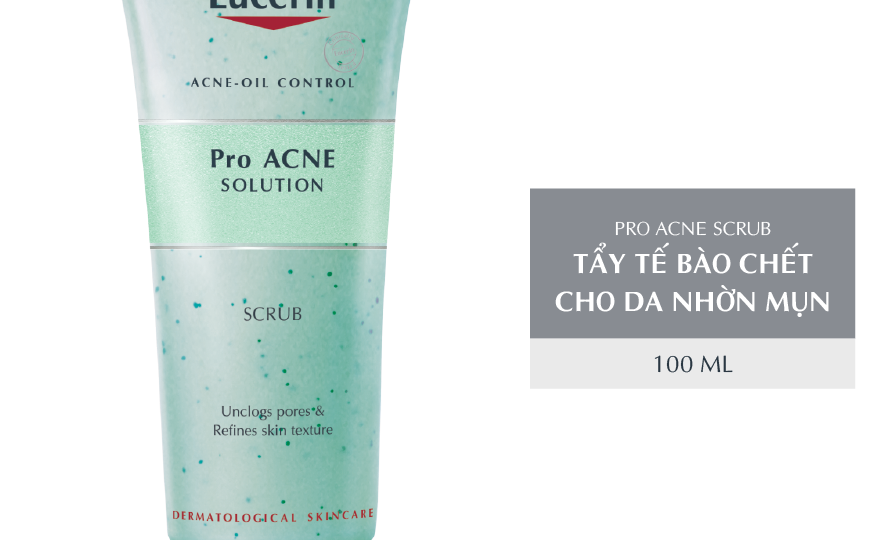 Eucerin
ACNE-OIL CONTROL
Pro ACNE
SOLUTION
SCRUB
Unclogs pores &
Refines skin texture
DERMATOLOGICAL SKINCARE
PRO ACNE SCRUB
TẨY TẾ BÀO CHẾT
CHO DA NHỜN MỤN
100 ML